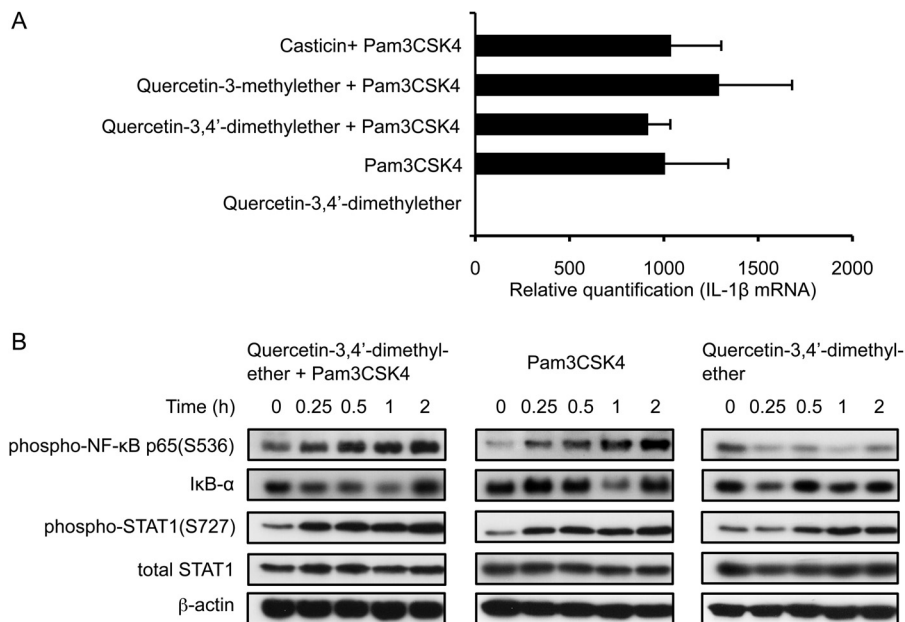 A
Casticin+ Pam3CSK4
Quercetin-3-methylether + Pam3CSK4
Quercetin-3,4’-dimethylether + Pam3CSK4
Pam3CSK4
Quercetin-3,4’-dimethylether
0 500 1000 1500 2000
Relative quantification (IL-1β mRNA)
B
Quercetin-3,4’-dimethyl-
ether + Pam3CSK4
Pam3CSK4
Quercetin-3,4’-dimethyl-
ether
Time (h) 0 0.25 0.5 1 2 0 0.25 0.5 1 2 0 0.25 0.5 1 2
phospho-NF-κB p65(S536)
IκB-α
phospho-STAT1(S727)
total STAT1
β-actin